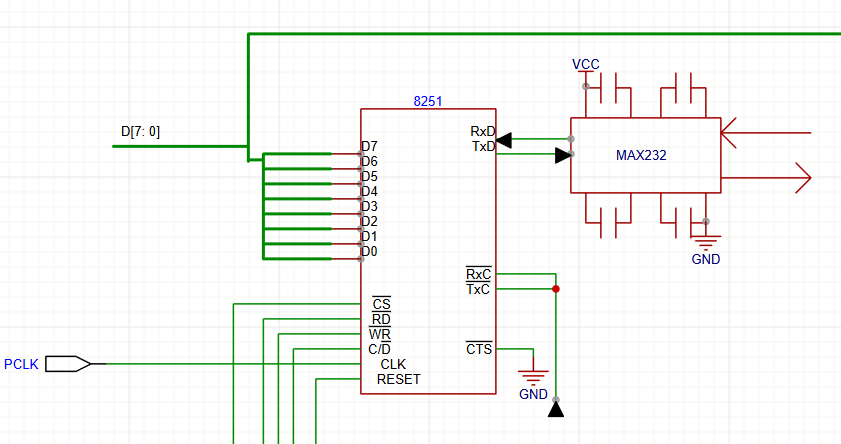 VCC
8251
D[7: 0]
RxD
TxD
MAX232
D7
D6
D5
D4
D3
D2
D1
D0
GND
RxC
TxC
CS
RD
WR
C/D
CTS
PCLK
CLK
RESET
GND